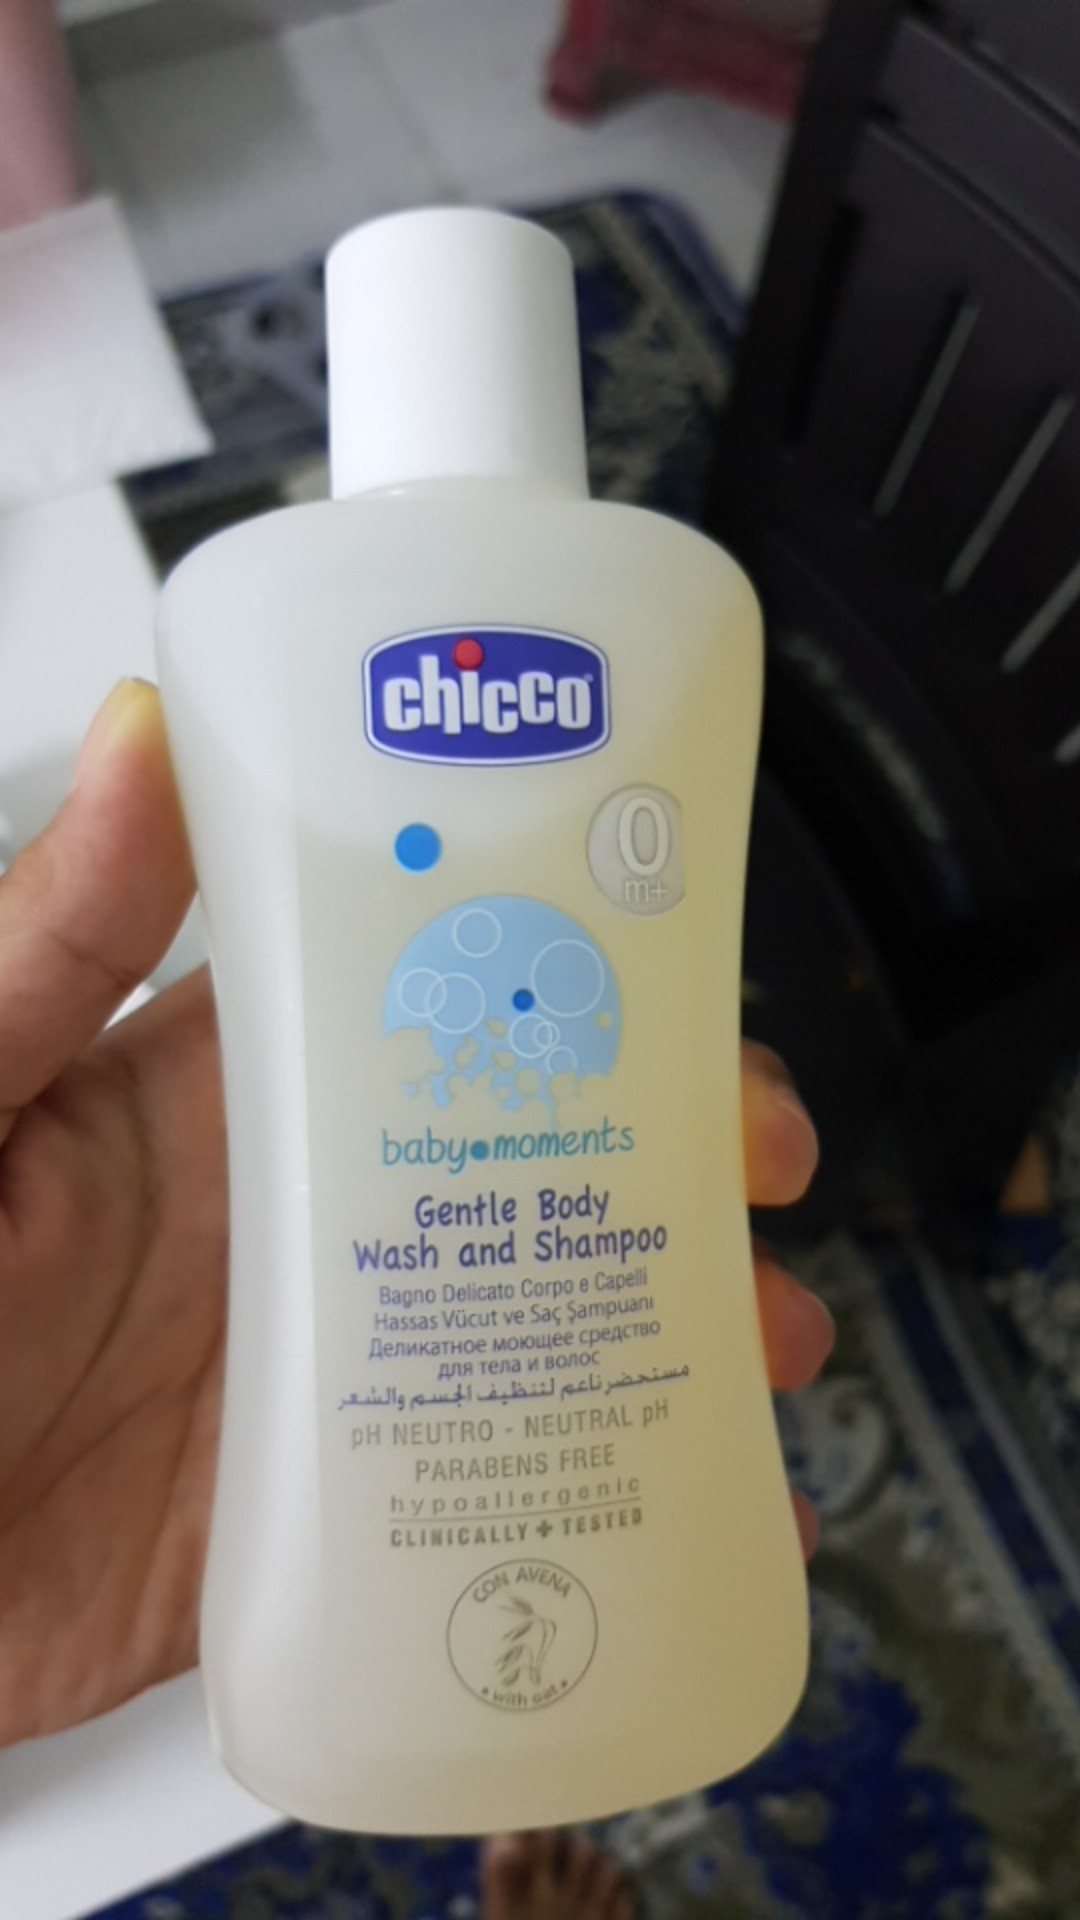 chicco
0
m+
baby moments
Gentle Body
Wash and Shampoo
Bagno Delicato Corpo e Capelli
Hassas Vücut ve Saç Şampuanı
Деликатное моющее средство
для тела и волос
مستحضر ناعم لتنظيف الجسم والشعر
pH NEUTRO - NEUTRAL pH
PARABENS FREE
hypoallergenic
CLINICALLY + TESTED
CON AVENA
• with oat •